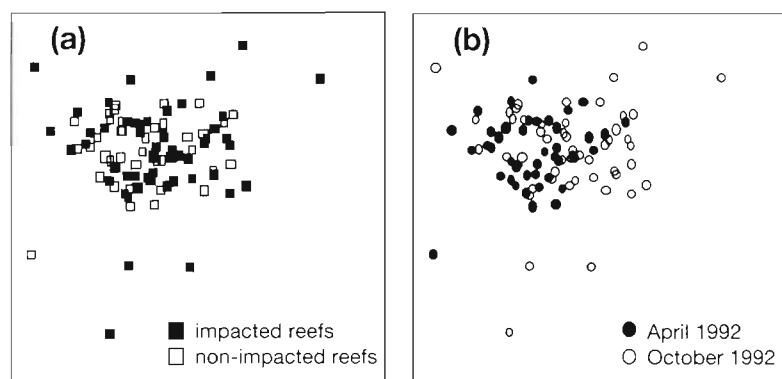 (a)
impacted reefs
non-impacted reefs
(b)
April 1992
October 1992